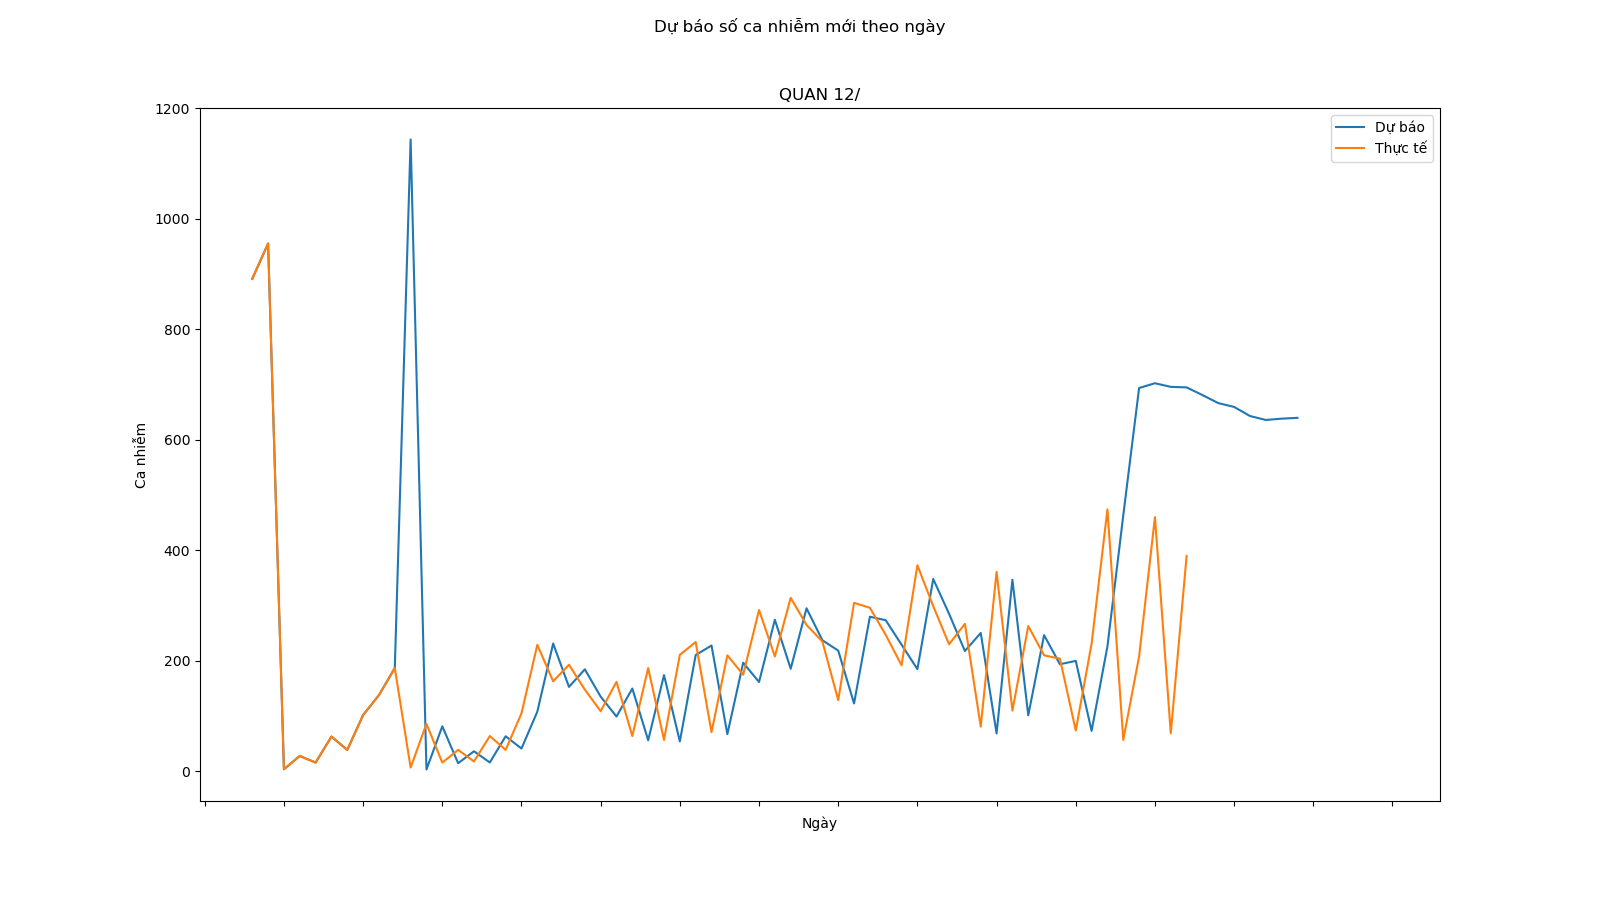 Dự báo số ca nhiễm mới theo ngày
QUAN 12/
1200
1000
800
600
400
200
0
Ca nhiễm
Dự báo
Thực tế
Ngày